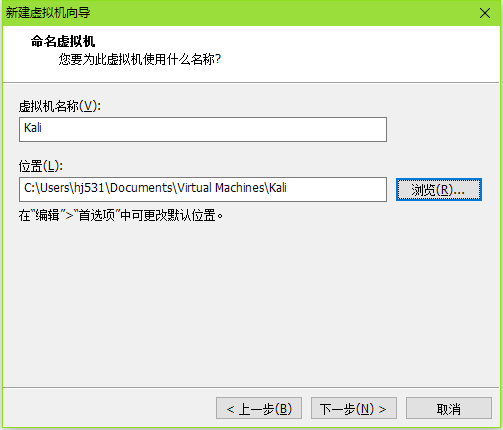 新建虚拟机向导
命名虚拟机
您要为此虚拟机使用什么名称?
虚拟机名称(V):
Kali
位置(L):
C:\Users\hj531\Documents\Virtual Machines\Kali
浏览(R)...
在“编辑”>“首选项”中可更改默认位置。
< 上一步(B)
下一步(N) >
取消